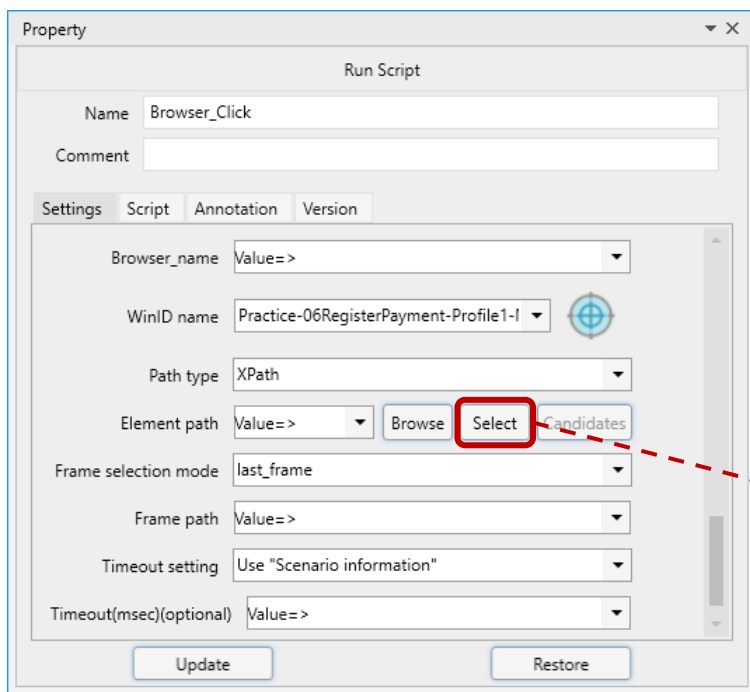 Property
Run Script
Name Browser_Click
Comment
Settings Script Annotation Version
Browser_name Value=>
WinID name Practice-06RegisterPayment-Profile1-
Path type XPath
Element path Value=> Browse Select Candidates
Frame selection mode last_frame
Frame path Value=>
Timeout setting Use "Scenario information"
Timeout(msec)(optional) Value=>
Update Restore